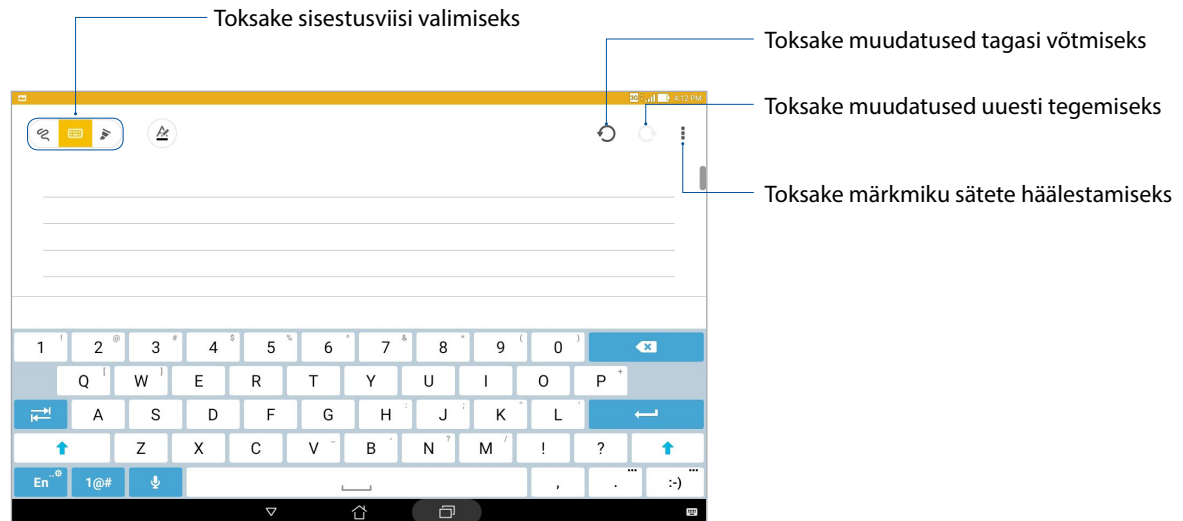 Toksake sisestusviisi valimiseks
Toksake muudatused tagasi võtmiseks
Toksake muudatused uuesti tegemiseks
Toksake märkmiku sätete häälestamiseks
3G 4:12 PM
1 ! 2 @ 3 # 4 $ 5 % 6 ^ 7 & 8 * 9 ( 0 )
Q [ W ] E R T Y U I O P +
A S D F G H : J ; K " L '
Z X C V - B N ? M / ! ?
En 1@# , . :-)